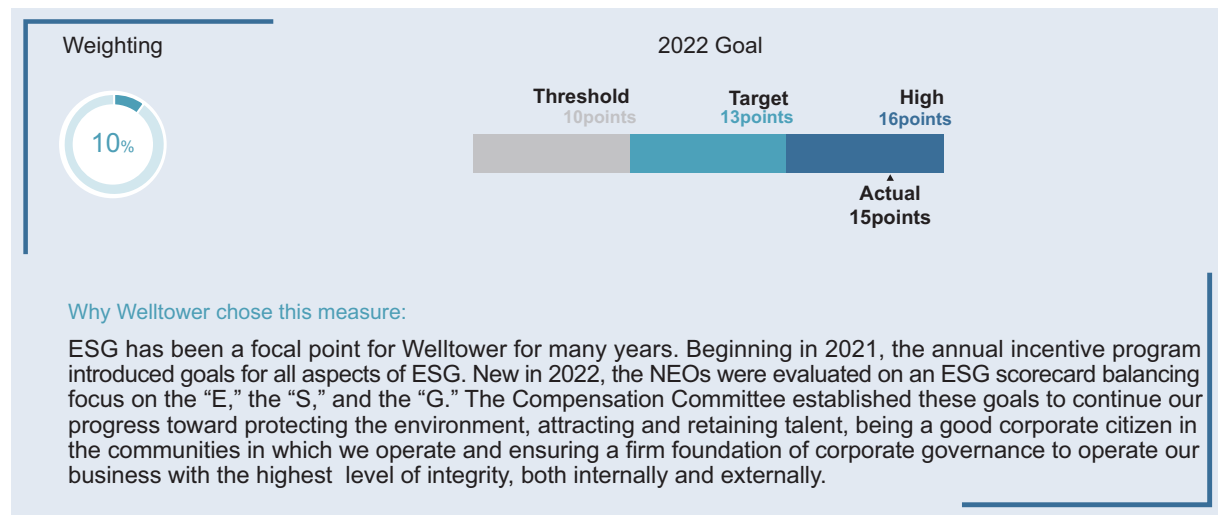 Weighting
2022 Goal
Threshold
10points
Target
13points
High
16points
10%
Actual
15points
Why Welltower chose this measure:
ESG has been a focal point for Welltower for many years. Beginning in 2021, the annual incentive program
introduced goals for all aspects of ESG. New in 2022, the NEOs were evaluated on an ESG scorecard balancing
focus on the “E,” the “S,” and the “G.” The Compensation Committee established these goals to continue our
progress toward protecting the environment, attracting and retaining talent, being a good corporate citizen in
the communities in which we operate and ensuring a firm foundation of corporate governance to operate our
business with the highest level of integrity, both internally and externally.